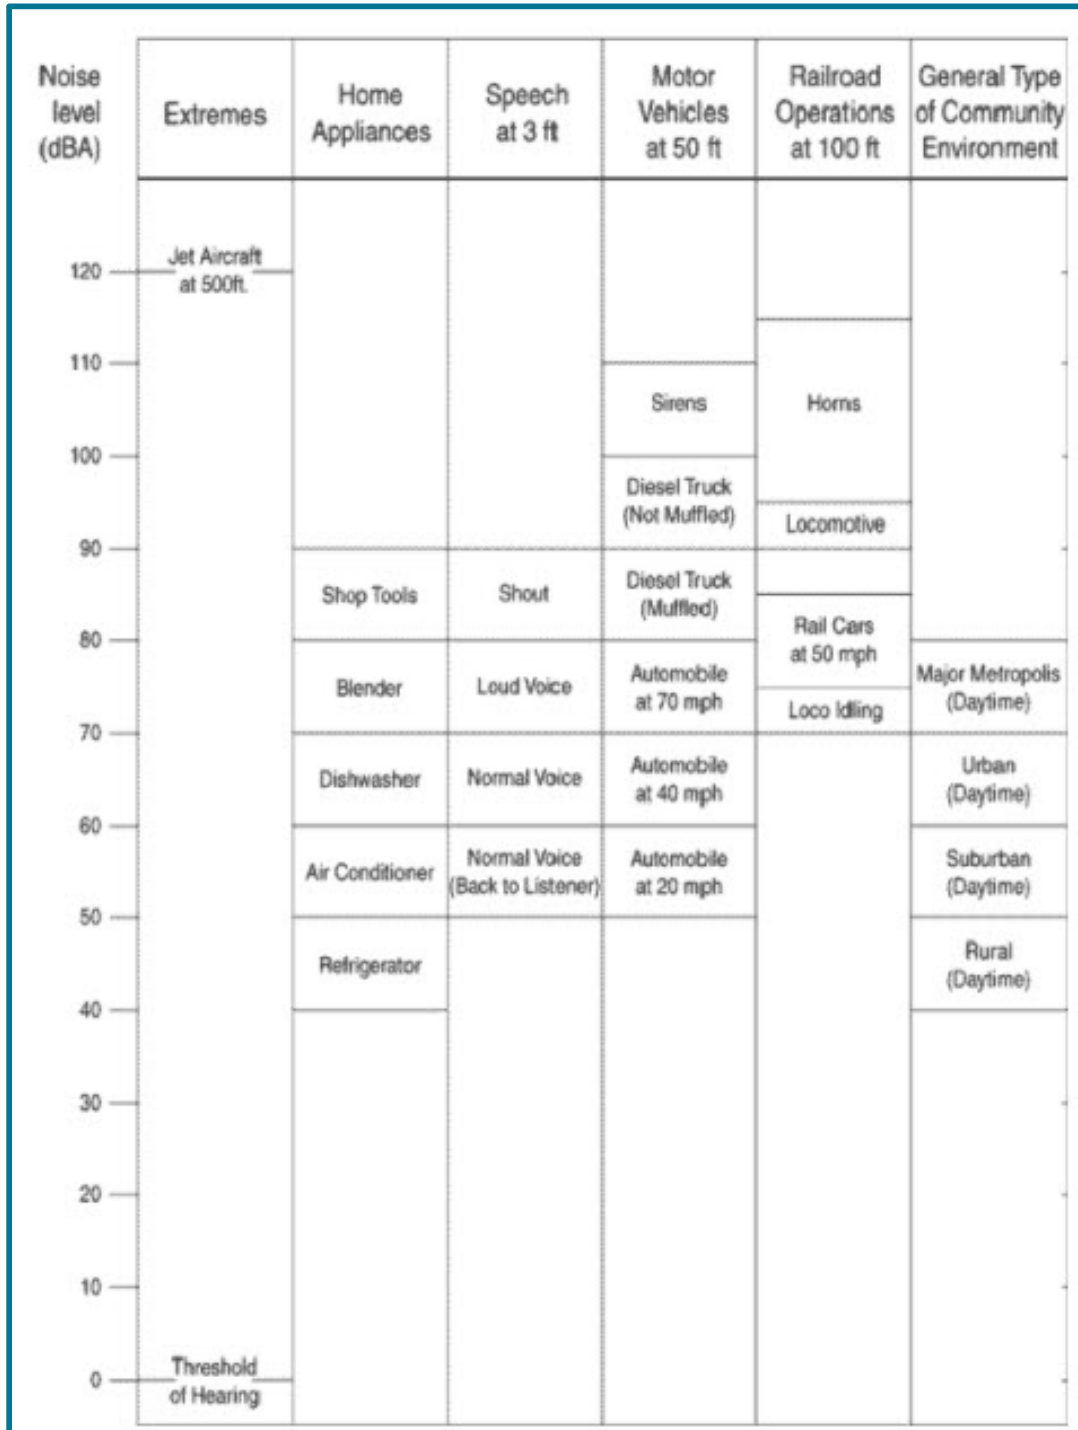 Noise
level
(dBA)
Extremes
Home
Appliances
Speech
at 3 ft
Motor
Vehicles
at 50 ft
Railroad
Operations
at 100 ft
General Type
of Community
Environment
120
Jet Aircraft
at 500ft.
110
Sirens
Horns
100
Diesel Truck
(Not Muffled)
Locomotive
90
Shop Tools
Shout
Diesel Truck
(Muffled)
Rail Cars
at 50 mph
80
Blender
Loud Voice
Automobile
at 70 mph
Loco Idling
Major Metropolis
(Daytime)
70
Dishwasher
Normal Voice
Automobile
at 40 mph
Urban
(Daytime)
60
Air Conditioner
Normal Voice
(Back to Listener)
Automobile
at 20 mph
Suburban
(Daytime)
50
Refrigerator
Rural
(Daytime)
40
30
20
10
0
Threshold
of Hearing